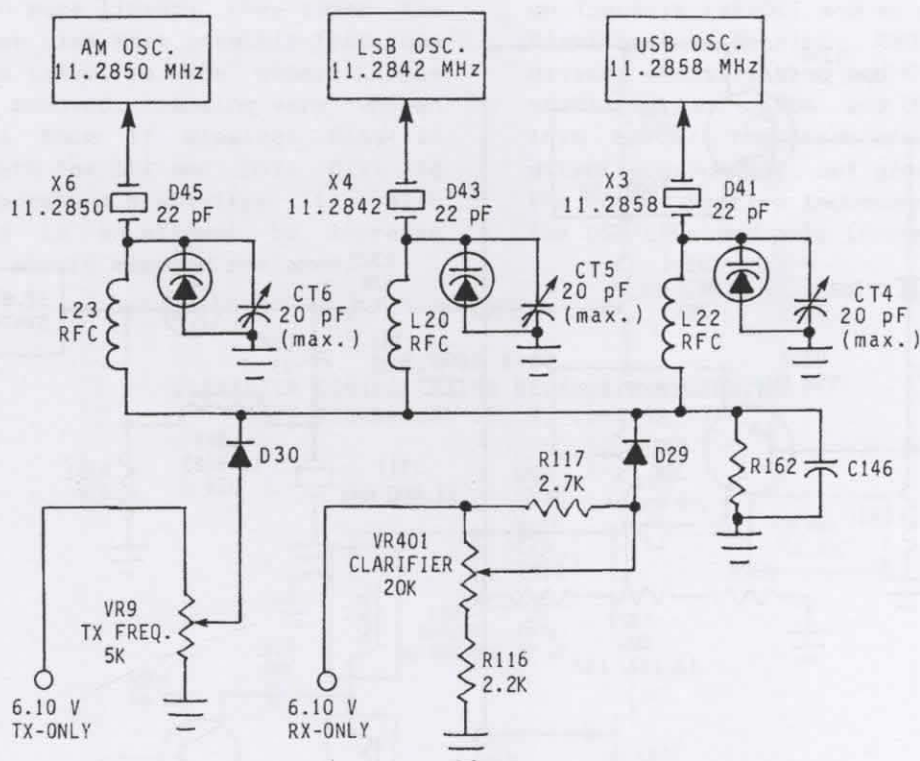 AM OSC.
11.2850 MHz
LSB OSC.
11.2842 MHz
USB OSC.
11.2858 MHz
X6
11.2850
D45
22 pF
X4
11.2842
D43
22 pF
X3
11.2858
D41
22 pF
L23
RFC
CT6
20 pF
(max.)
L20
RFC
CT5
20 pF
(max.)
L22
RFC
CT4
20 pF
(max.)
D30
R117
2.7K
D29
R162
C146
VR9
TX FREQ.
5K
VR401
CLARIFIER
20K
R116
2.2K
6.10 V
TX-ONLY
6.10 V
RX-ONLY